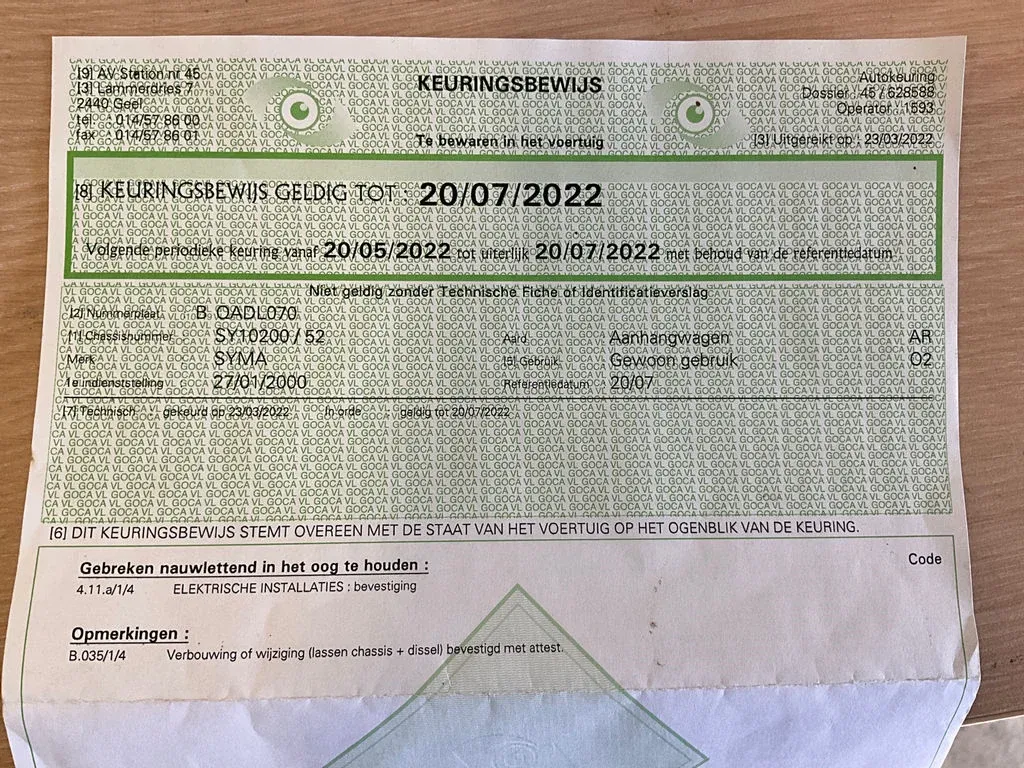 [9] AV Station nr 45
[3] Lammerdries 7
2440 Geel
tel. : 014/57 86 00
fax : 014/57 86 01
KEURINGSBEWIJS
Te bewaren in het voertuig
Autokeuring
Dossier : 45 / 628588
Operator : 1593
[3] Uitgereikt op : 23/03/2022
[8] KEURINGSBEWIJS GELDIG TOT : 20/07/2022
Volgende periodieke keuring vanaf 20/05/2022 tot uiterlijk 20/07/2022 met behoud van de referentiedatum
Niet geldig zonder Technische Fiche of Identificatieverslag
[2] Nummerplaat B QADL070
[1] Chassisnummer SY10200 / 52 Aard Aanhangwagen AR
Merk SYMA [5] Gebruik Gewoon gebruik O2
1e indienststelling 27/01/2000 Referentiedatum 20/07
[7] Technisch : gekeurd op 23/03/2022 In orde : geldig tot 20/07/2022
[6] DIT KEURINGSBEWIJS STEMT OVEREEN MET DE STAAT VAN HET VOERTUIG OP HET OGENBLIK VAN DE KEURING.
Gebreken nauwlettend in het oog te houden : Code
4.11.a/1/4 ELEKTRISCHE INSTALLATIES : bevestiging
Opmerkingen :
B.035/1/4 Verbouwing of wijziging (lassen chassis + dissel) bevestigd met attest.